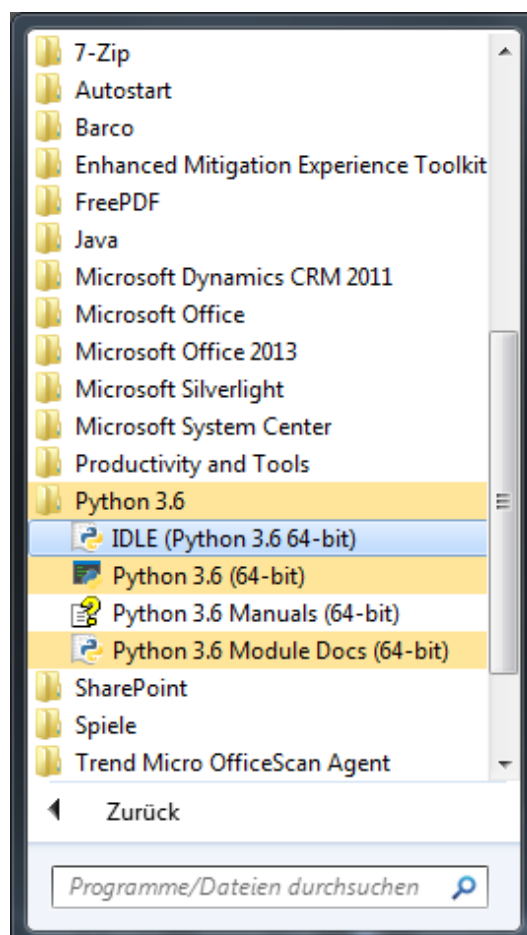 7-Zip
Autostart
Barco
Enhanced Mitigation Experience Toolkit
FreePDF
Java
Microsoft Dynamics CRM 2011
Microsoft Office
Microsoft Office 2013
Microsoft Silverlight
Microsoft System Center
Productivity and Tools
Python 3.6
IDLE (Python 3.6 64-bit)
Python 3.6 (64-bit)
Python 3.6 Manuals (64-bit)
Python 3.6 Module Docs (64-bit)
SharePoint
Spiele
Trend Micro OfficeScan Agent
Zurück
Programme/Dateien durchsuchen